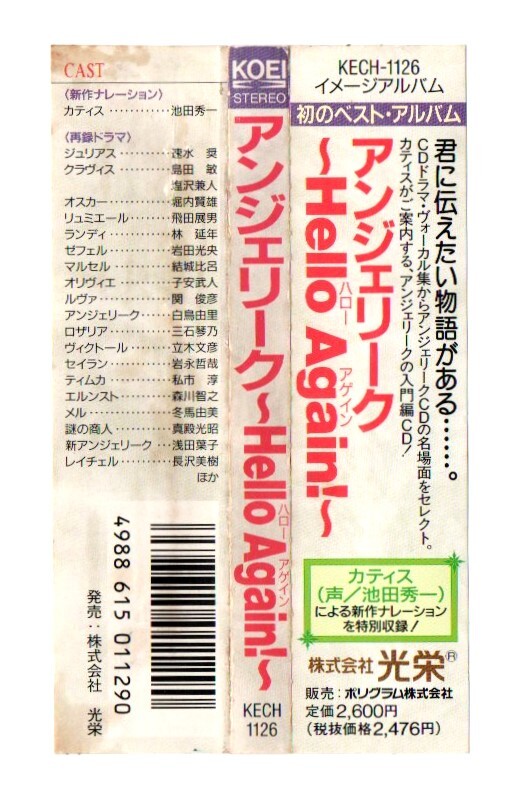 CAST
〈新作ナレーション〉
カティス…………池田秀一
〈再録ドラマ〉
ジュリアス………速水 奨
クラヴィス………島田 敏
塩沢兼人
オスカー…………堀内賢雄
リュミエール……飛田展男
ランディ…………林 延年
ゼフェル…………岩田光央
マルセル…………結城比呂
オリヴィエ………子安武人
ルヴァ……………関 俊彦
アンジェリーク……白鳥由里
ロザリア…………三石琴乃
ヴィクトール……立木文彦
セイラン…………岩永哲哉
ティムカ…………私市 淳
エルンスト………森川智之
メル………………冬馬由美
謎の商人…………真殿光昭
新アンジェリーク…浅田葉子
レイチェル………長沢美樹
ほか
4988 615 011290
発売：株式会社 光栄
KOEI
STEREO
アンジェリーク〜Hello Again!〜
ハロー アゲイン
KECH
1126
KECH-1126
イメージアルバム
初のベスト・アルバム
君に伝えたい物語がある……。
CDドラマ・ヴォーカル集からアンジェリークCDの名場面をセレクト。
カティスがご案内する、アンジェリークの入門編CD！
アンジェリーク
〜Hello Again!〜
ハロー アゲイン
カティス
（声／池田秀一）
による新作ナレーション
を特別収録！
株式会社 光栄®
販売：ポリグラム株式会社
定価2,600円
（税抜価格2,476円）